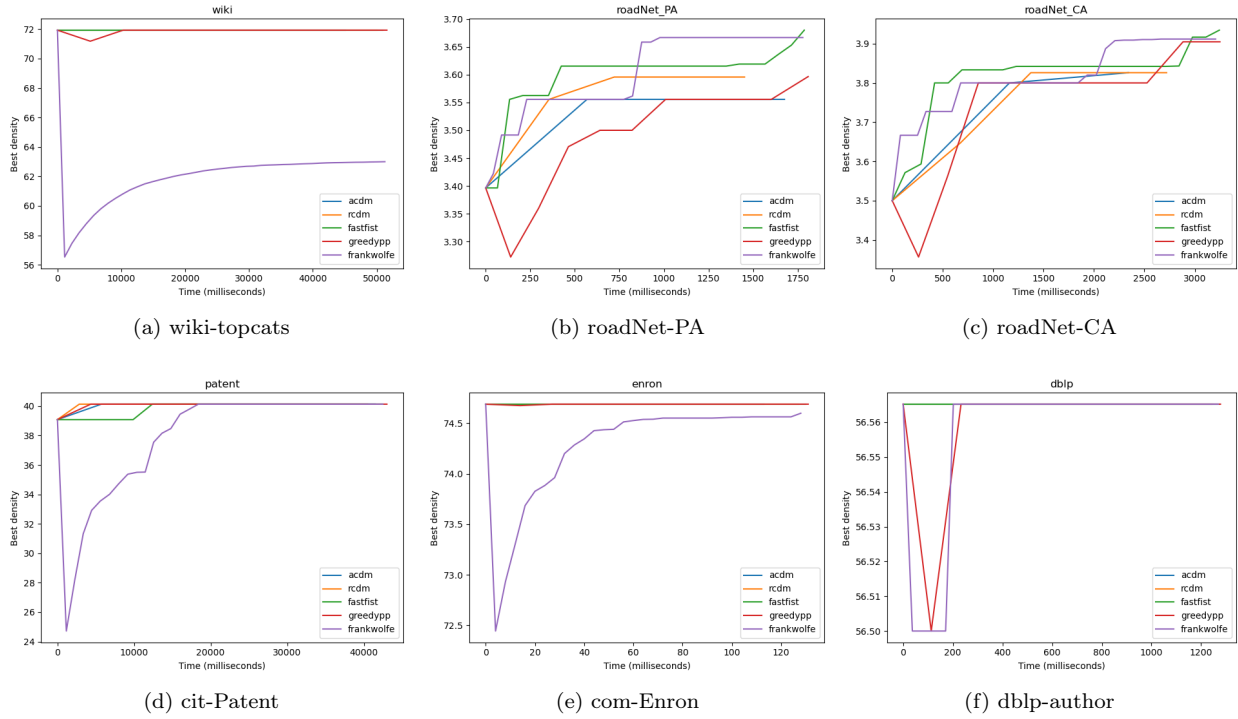 wiki
Best density
72
70
68
66
64
62
60
58
56
0
10000
20000
30000
40000
50000
Time (milliseconds)
acdm
rcdm
fastfist
greedypp
frankwolfe
(a) wiki-topcats
roadNet_PA
Best density
3.70
3.65
3.60
3.55
3.50
3.45
3.40
3.35
3.30
0
250
500
750
1000
1250
1500
1750
Time (milliseconds)
acdm
rcdm
fastfist
greedypp
frankwolfe
(b) roadNet-PA
roadNet_CA
Best density
3.9
3.8
3.7
3.6
3.5
3.4
0
500
1000
1500
2000
2500
3000
Time (milliseconds)
acdm
rcdm
fastfist
greedypp
frankwolfe
(c) roadNet-CA
patent
Best density
40
38
36
34
32
30
28
26
24
0
10000
20000
30000
40000
Time (milliseconds)
acdm
rcdm
fastfist
greedypp
frankwolfe
(d) cit-Patent
enron
Best density
74.5
74.0
73.5
73.0
72.5
0
20
40
60
80
100
120
Time (milliseconds)
acdm
rcdm
fastfist
greedypp
frankwolfe
(e) com-Enron
dblp
Best density
56.56
56.55
56.54
56.53
56.52
56.51
56.50
0
200
400
600
800
1000
1200
Time (milliseconds)
acdm
rcdm
fastfist
greedypp
frankwolfe
(f) dblp-author